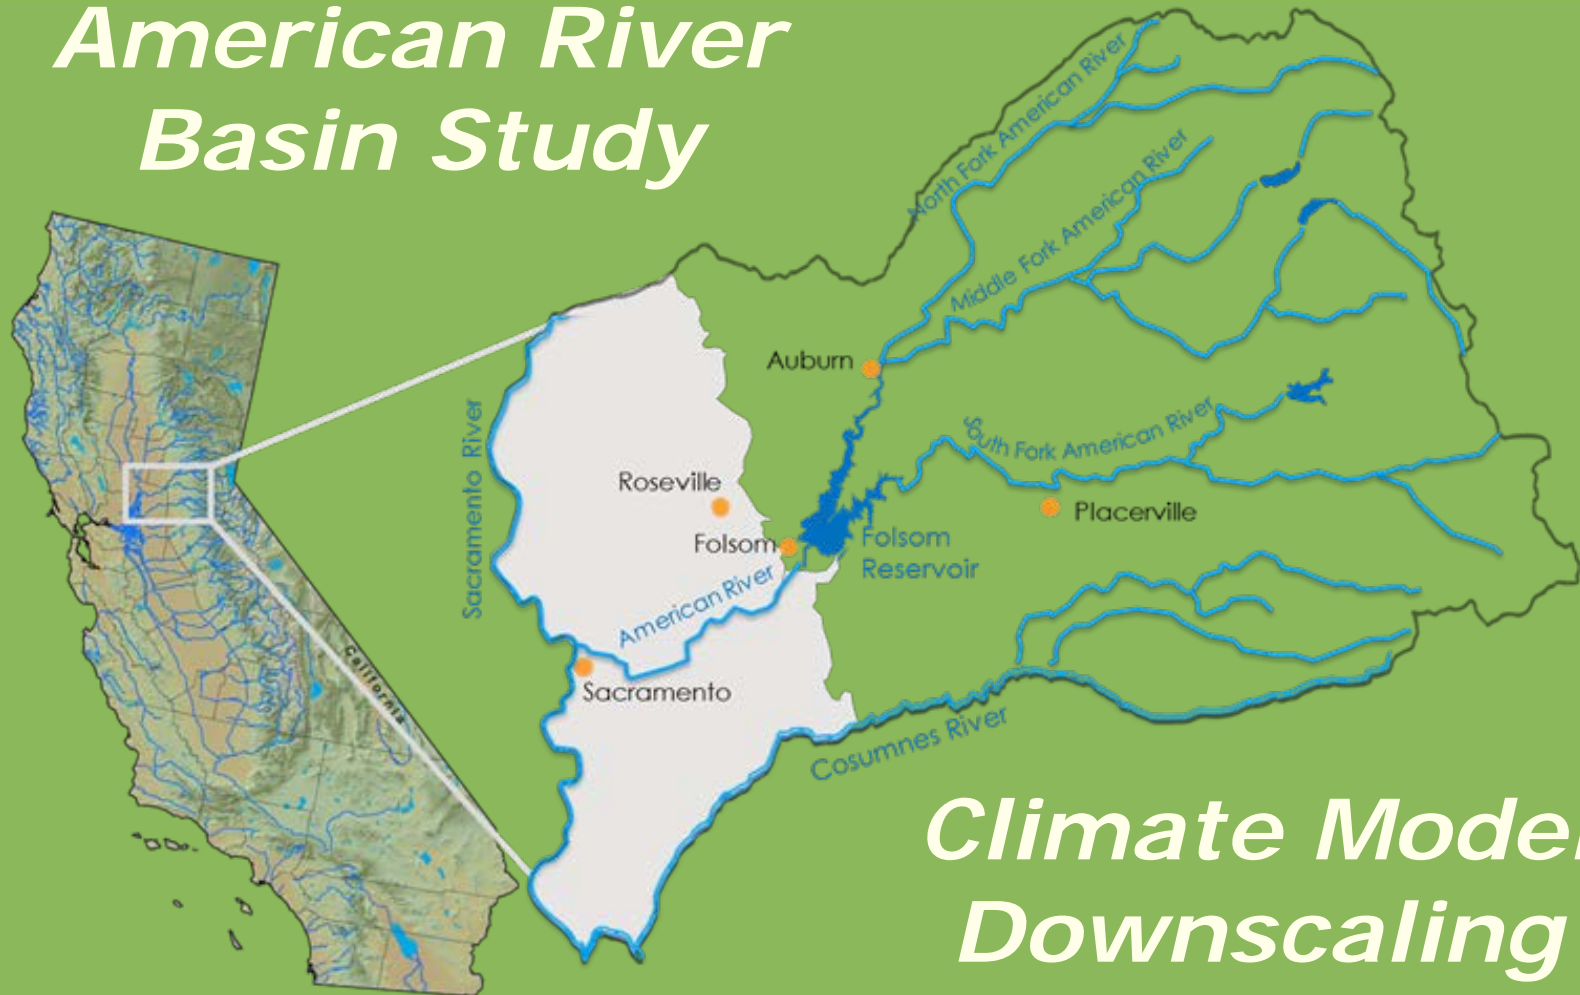 American River
Basin Study
North Fork American River
Middle Fork American River
Auburn
South Fork American River
Sacramento River
Roseville
Placerville
Folsom
Folsom
Reservoir
American River
California
Sacramento
Cosumnes River
Climate Model
Downscaling